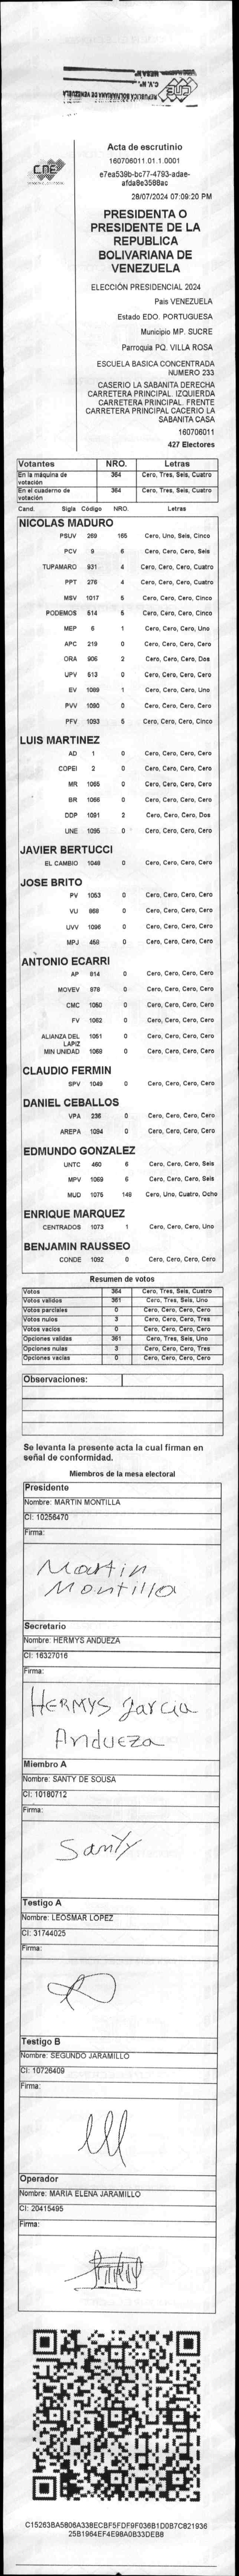 REPUBLICA BOLIVARIANA DE VENEZUELA
CNE
Acta de escrutinio
160706011.01.1.0001
e7ea539b-bc77-4793-adae-
afda8e3588ac
28/07/2024 07:09:20 PM
PRESIDENTA O
PRESIDENTE DE LA
REPUBLICA
BOLIVARIANA DE
VENEZUELA
ELECCIÓN PRESIDENCIAL 2024
Pais VENEZUELA
Estado EDO. PORTUGUESA
Municipio MP. SUCRE
Parroquia PQ. VILLA ROSA
ESCUELA BASICA CONCENTRADA
NUMERO 233
CASERIO LA SABANITA DERECHA
CARRETERA PRINCIPAL. IZQUIERDA
CARRETERA PRINCIPAL. FRENTE
CARRETERA PRINCIPAL CACERIO LA
SABANITA CASA
160706011
427 Electores
Votantes NRO. Letras
En la máquina de votación 364 Cero, Tres, Seis, Cuatro
En el cuaderno de votación 364 Cero, Tres, Seis, Cuatro
Cand. Sigla Código NRO. Letras
NICOLAS MADURO
PSUV 269 165 Cero, Uno, Seis, Cinco
PCV 9 6 Cero, Cero, Cero, Seis
TUPAMARO 931 4 Cero, Cero, Cero, Cuatro
PPT 276 4 Cero, Cero, Cero, Cuatro
MSV 1017 5 Cero, Cero, Cero, Cinco
PODEMOS 514 5 Cero, Cero, Cero, Cinco
MEP 5 1 Cero, Cero, Cero, Uno
APC 219 0 Cero, Cero, Cero, Cero
ORA 906 2 Cero, Cero, Cero, Dos
UPV 513 0 Cero, Cero, Cero, Cero
EV 1089 1 Cero, Cero, Cero, Uno
PVV 1090 0 Cero, Cero, Cero, Cero
PFV 1093 5 Cero, Cero, Cero, Cinco
LUIS MARTINEZ
AD 1 0 Cero, Cero, Cero, Cero
COPEI 2 0 Cero, Cero, Cero, Cero
MR 1065 0 Cero, Cero, Cero, Cero
BR 1066 0 Cero, Cero, Cero, Cero
DDP 1091 2 Cero, Cero, Cero, Dos
UNE 1095 0 Cero, Cero, Cero, Cero
JAVIER BERTUCCI
EL CAMBIO 1048 0 Cero, Cero, Cero, Cero
JOSE BRITO
PV 1053 0 Cero, Cero, Cero, Cero
VU 868 0 Cero, Cero, Cero, Cero
UVV 1096 0 Cero, Cero, Cero, Cero
MPJ 458 0 Cero, Cero, Cero, Cero
ANTONIO ECARRI
AP 814 0 Cero, Cero, Cero, Cero
MOVEV 978 0 Cero, Cero, Cero, Cero
CMC 1050 0 Cero, Cero, Cero, Cero
FV 1062 0 Cero, Cero, Cero, Cero
ALIANZA DEL LAPIZ 1051 0 Cero, Cero, Cero, Cero
MIN UNIDAD 1069 0 Cero, Cero, Cero, Cero
CLAUDIO FERMIN
SPV 1049 0 Cero, Cero, Cero, Cero
DANIEL CEBALLOS
VPA 236 0 Cero, Cero, Cero, Cero
AREPA 1094 0 Cero, Cero, Cero, Cero
EDMUNDO GONZALEZ
UNTC 460 6 Cero, Cero, Cero, Seis
MPV 1069 6 Cero, Cero, Cero, Seis
MUD 1075 148 Cero, Uno, Cuatro, Ocho
ENRIQUE MARQUEZ
CENTRADOS 1073 1 Cero, Cero, Cero, Uno
BENJAMIN RAUSSEO
CONDE 1092 0 Cero, Cero, Cero, Cero
Resumen de votos
Votos 364 Cero, Tres, Seis, Cuatro
Votos validos 361 Cero, Tres, Seis, Uno
Votos parciales 0 Cero, Cero, Cero, Cero
Votos nulos 3 Cero, Cero, Cero, Tres
Votos vacios 0 Cero, Cero, Cero, Cero
Opciones validas 361 Cero, Tres, Seis, Uno
Opciones nulas 3 Cero, Cero, Cero, Tres
Opciones vacias 0 Cero, Cero, Cero, Cero
Observaciones:
Se levanta la presente acta la cual firman en
señal de conformidad.
Miembros de la mesa electoral
Presidente
Nombre: MARTIN MONTILLA
CI: 10256470
Firma:
Martin
Montilla
Secretario
Nombre: HERMYS ANDUEZA
CI: 16327016
Firma:
HERMYS Garcia
Andueza
Miembro A
Nombre: SANTY DE SOUSA
CI: 10180712
Firma:
Santy
Testigo A
Nombre: LEOSMAR LOPEZ
CI: 31744025
Firma:
Testigo B
Nombre: SEGUNDO JARAMILLO
CI: 10726409
Firma:
Operador
Nombre: MARIA ELENA JARAMILLO
CI: 20415495
Firma:
C15263BA5806A338ECBF5FDF9F036B1D0B7C821936
25B1964EF4E98A0B33DEB8